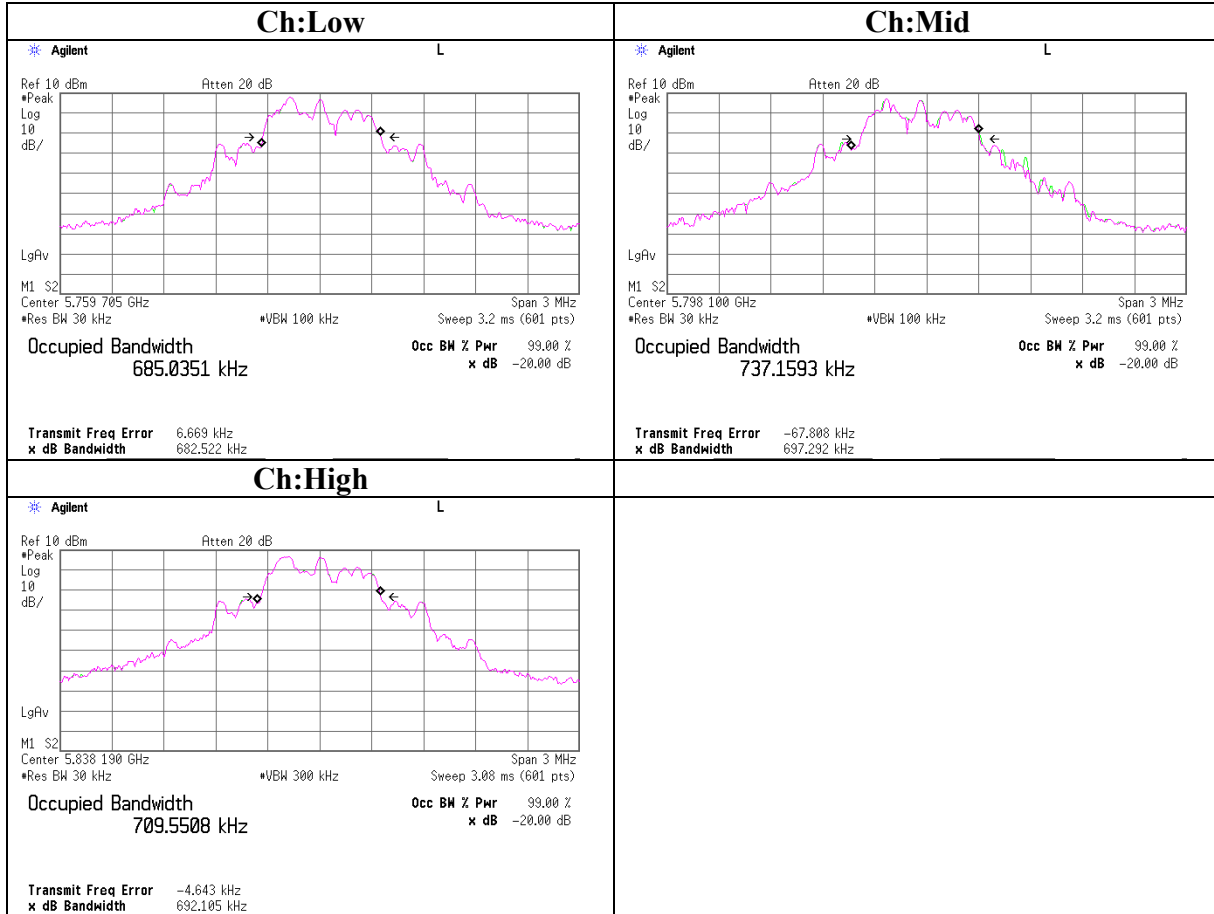 Ch:Low
Agilent L
Ref 10 dBm Atten 20 dB
#Peak
Log
10
dB/
LgAv
M1 S2
Center 5.759 705 GHz Span 3 MHz
#Res BW 30 kHz #VBW 100 kHz Sweep 3.2 ms (601 pts)
Occupied Bandwidth Occ BW % Pwr 99.00 %
685.0351 kHz x dB -20.00 dB
Transmit Freq Error 6.669 kHz
x dB Bandwidth 682.522 kHz
Ch:Mid
Agilent L
Ref 10 dBm Atten 20 dB
#Peak
Log
10
dB/
LgAv
M1 S2
Center 5.798 100 GHz Span 3 MHz
#Res BW 30 kHz #VBW 100 kHz Sweep 3.2 ms (601 pts)
Occupied Bandwidth Occ BW % Pwr 99.00 %
737.1593 kHz x dB -20.00 dB
Transmit Freq Error -67.808 kHz
x dB Bandwidth 697.292 kHz
Ch:High
Agilent L
Ref 10 dBm Atten 20 dB
#Peak
Log
10
dB/
LgAv
M1 S2
Center 5.838 190 GHz Span 3 MHz
#Res BW 30 kHz #VBW 300 kHz Sweep 3.08 ms (601 pts)
Occupied Bandwidth Occ BW % Pwr 99.00 %
709.5508 kHz x dB -20.00 dB
Transmit Freq Error -4.643 kHz
x dB Bandwidth 692.105 kHz